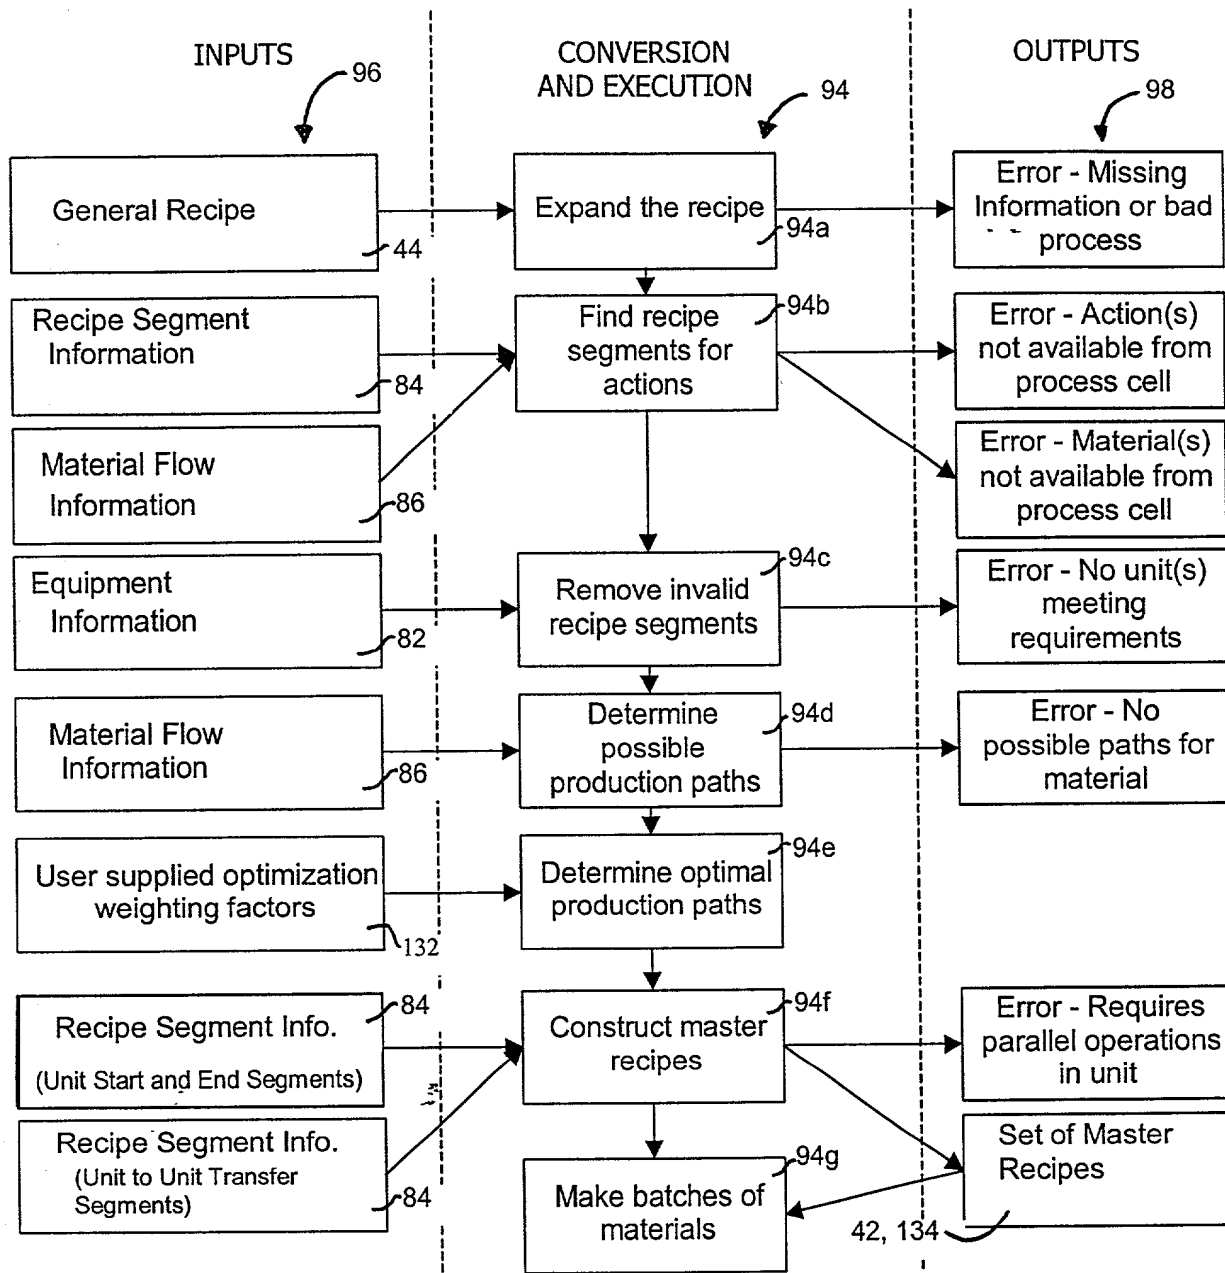 INPUTS
96
CONVERSION
AND EXECUTION
94
OUTPUTS
98
General Recipe
44
Expand the recipe
94a
Error - Missing
Information or bad
process
Recipe Segment
Information
84
Find recipe
segments for
actions
94b
Error - Action(s)
not available from
process cell
Material Flow
Information
86
Error - Material(s)
not available from
process cell
Equipment
Information
82
Remove invalid
recipe segments
94c
Error - No unit(s)
meeting
requirements
Material Flow
Information
86
Determine
possible
production paths
94d
Error - No
possible paths for
material
User supplied optimization
weighting factors
132
Determine optimal
production paths
94e
Recipe Segment Info.
(Unit Start and End Segments)
84
Construct master
recipes
94f
Error - Requires
parallel operations
in unit
Recipe Segment Info.
(Unit to Unit Transfer
Segments)
84
Make batches of
materials
94g
Set of Master
Recipes
42, 134